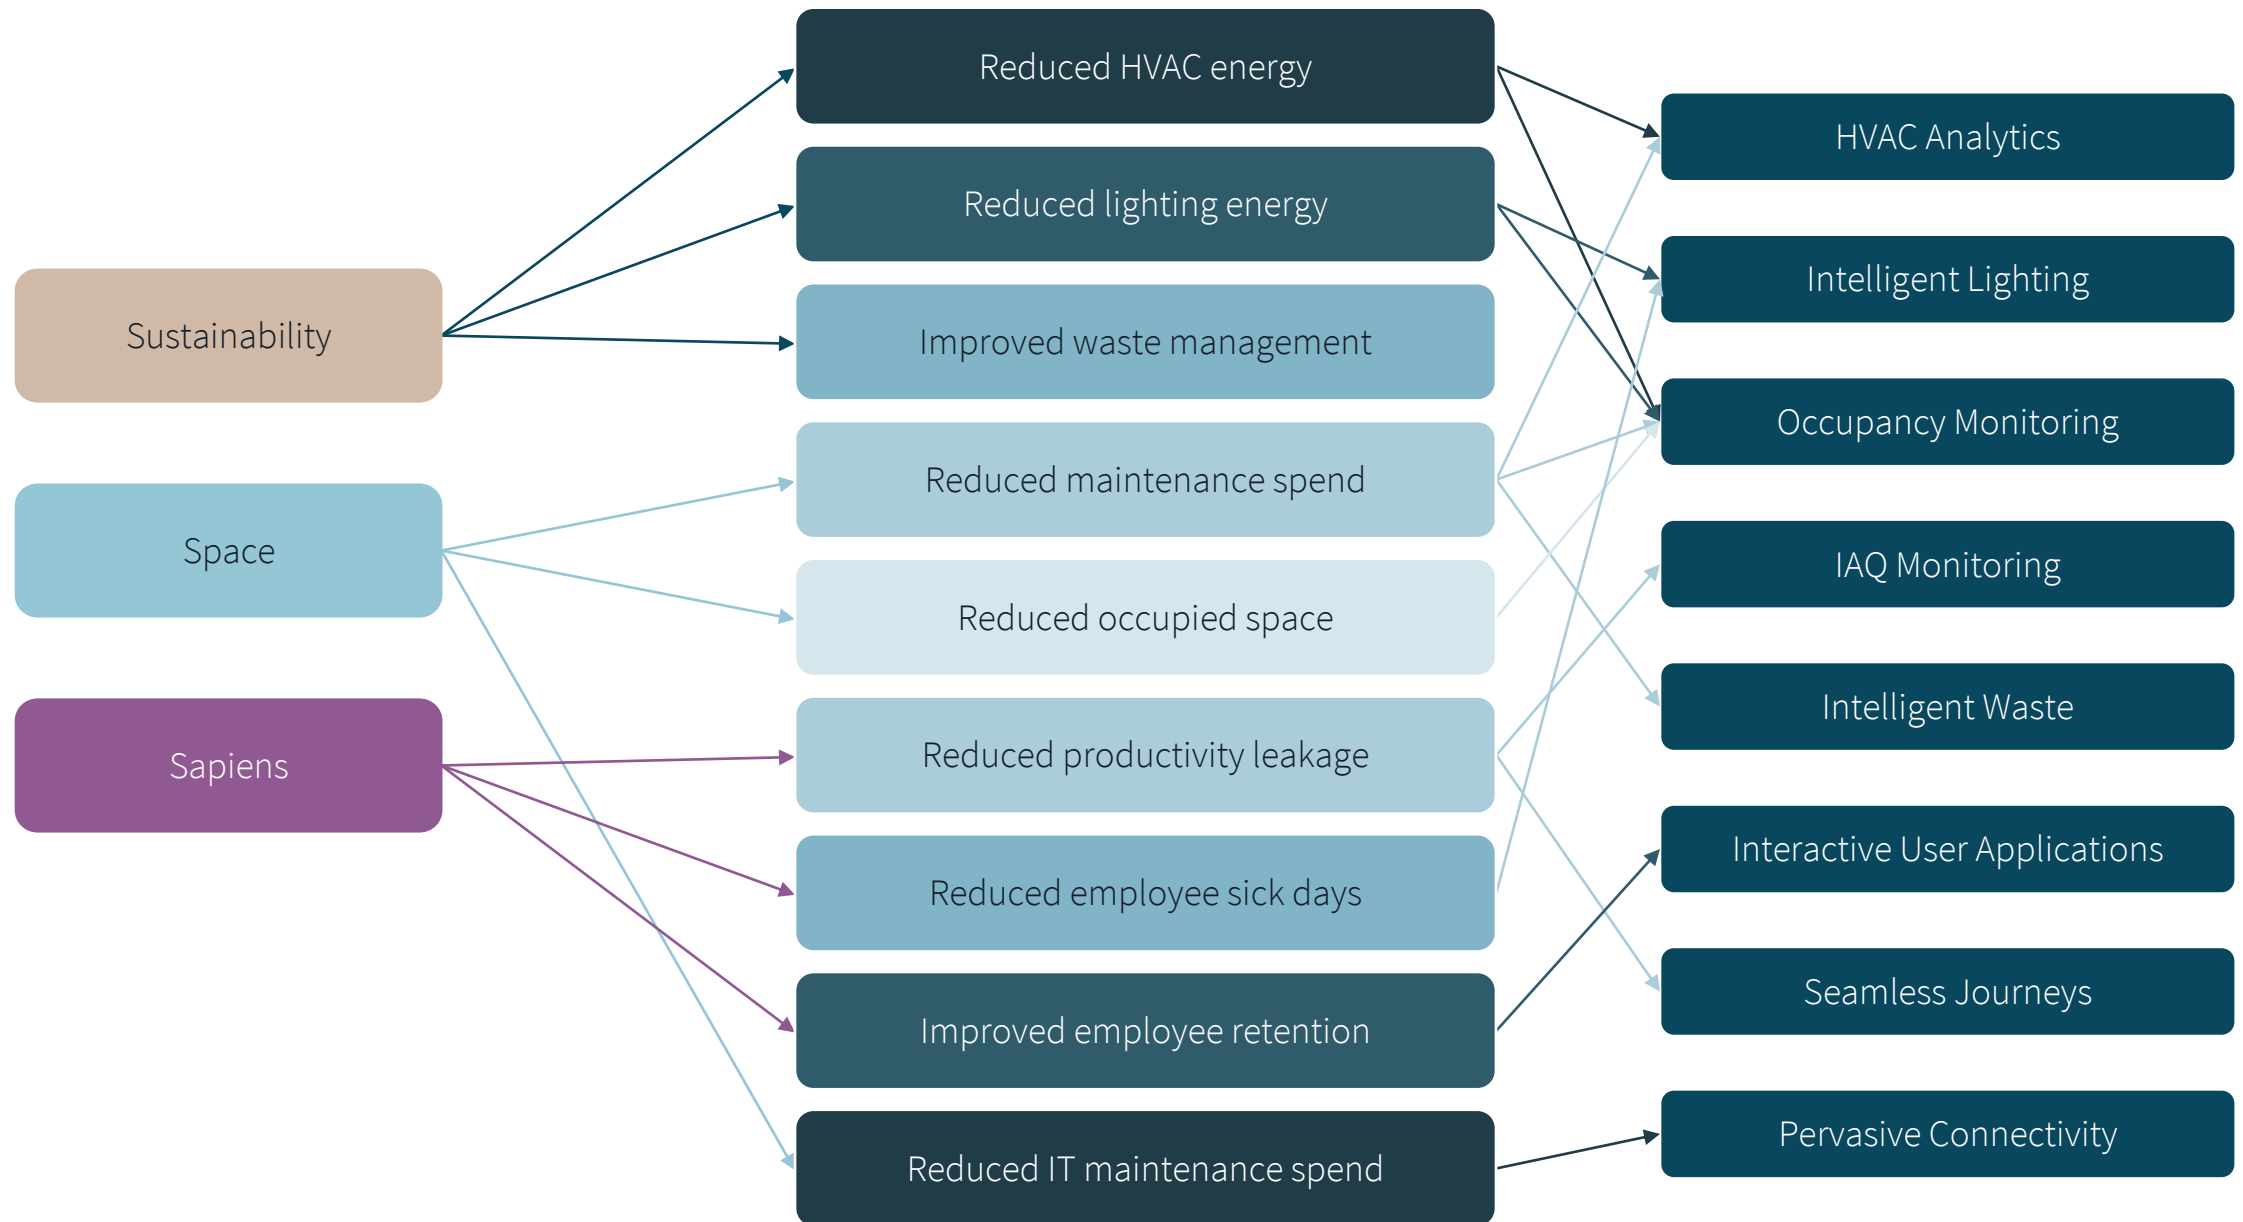 Sustainability
Space
Sapiens
Reduced HVAC energy
Reduced lighting energy
Improved waste management
Reduced maintenance spend
Reduced occupied space
Reduced productivity leakage
Reduced employee sick days
Improved employee retention
Reduced IT maintenance spend
HVAC Analytics
Intelligent Lighting
Occupancy Monitoring
IAQ Monitoring
Intelligent Waste
Interactive User Applications
Seamless Journeys
Pervasive Connectivity